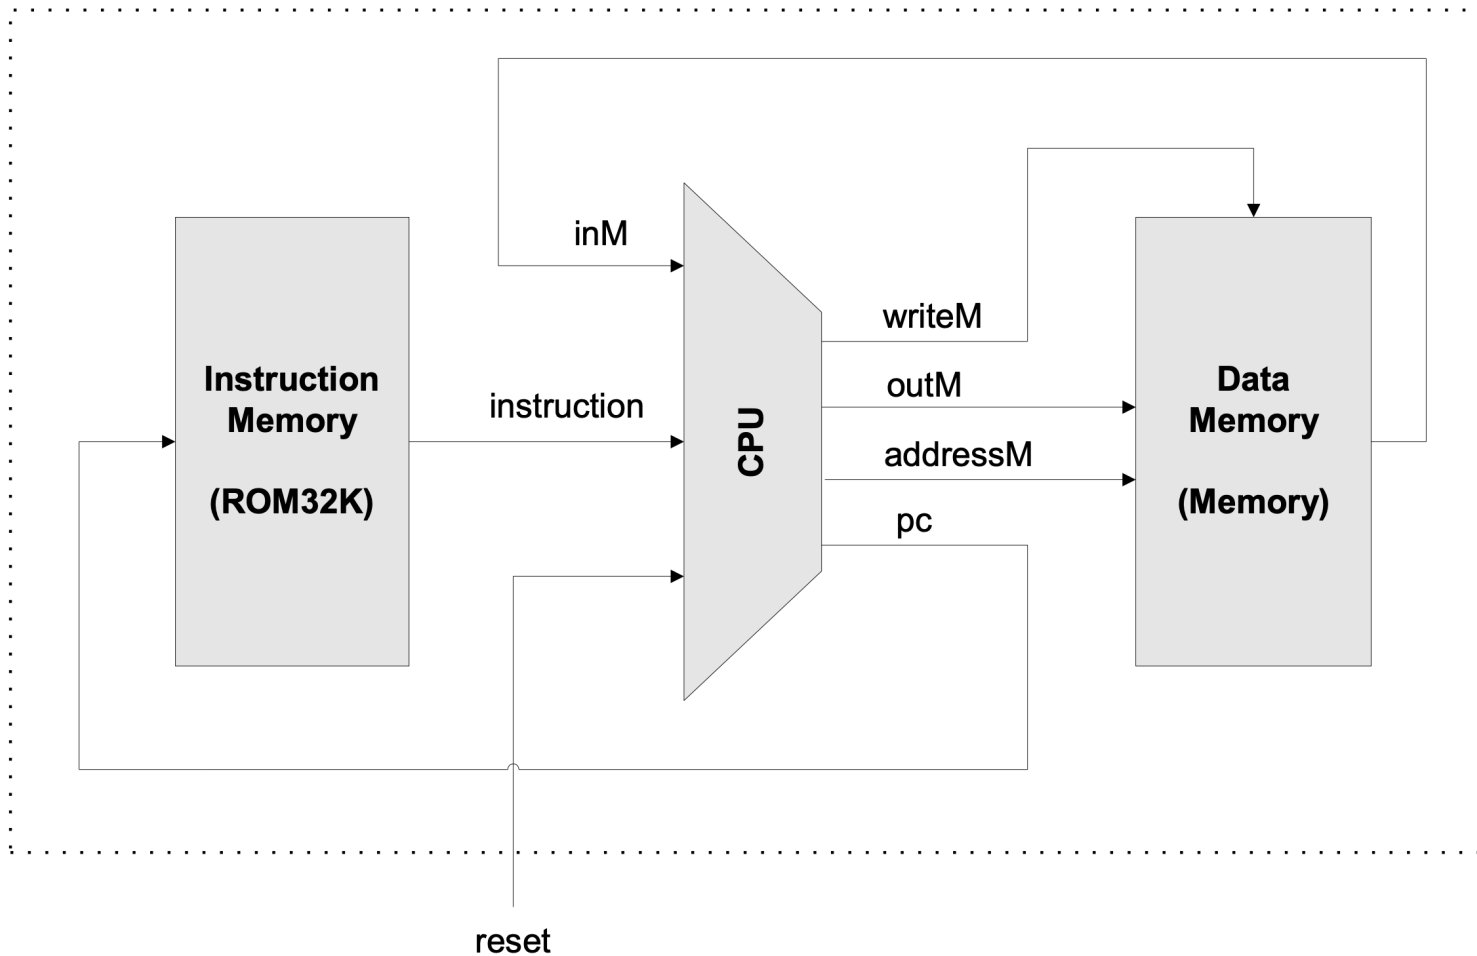 inM
writeM
Instruction
Memory
(ROM32K)
instruction
CPU
outM
addressM
pc
Data
Memory
(Memory)
reset